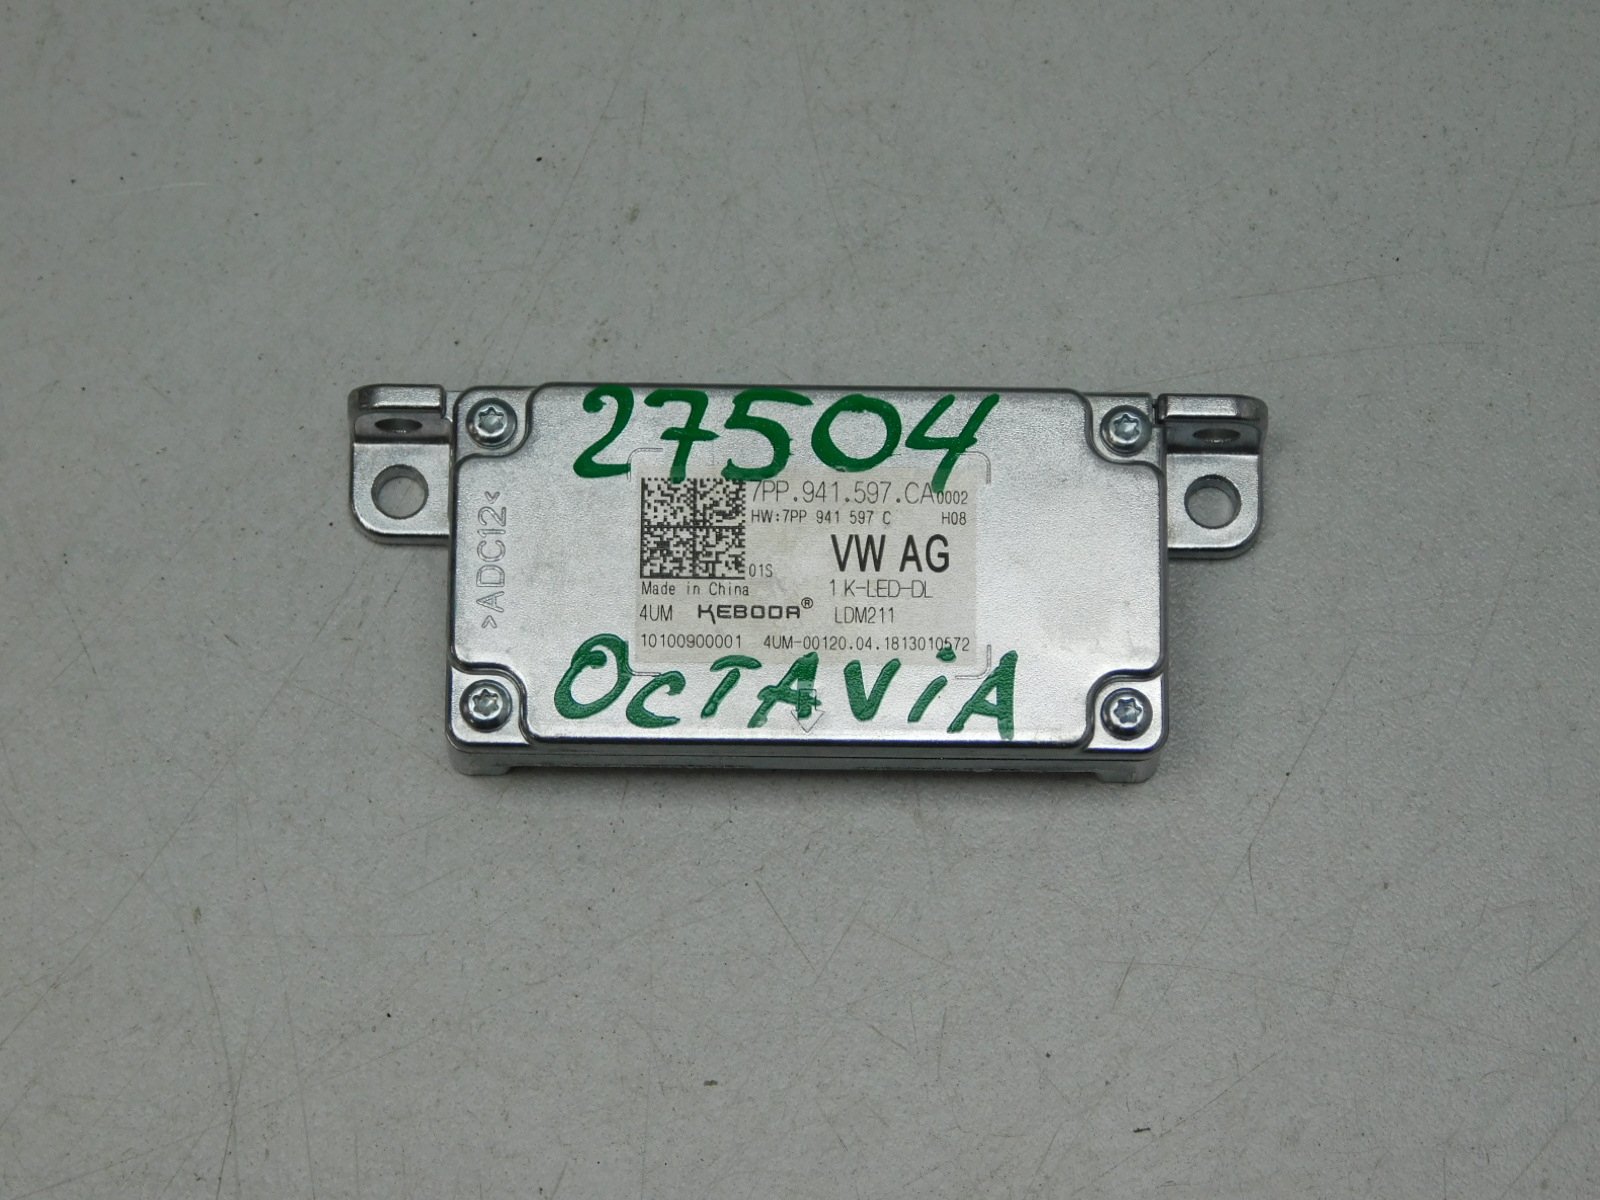 27504
7PP.941.597.CA 0002
HW:7PP 941 597 C H08
VW AG
01S
Made in China 1K-LED-DL
4UM KEBODA® LDM211
10100900001 4UM-00120.04.1813010572
OCTAViA
>ADC12<